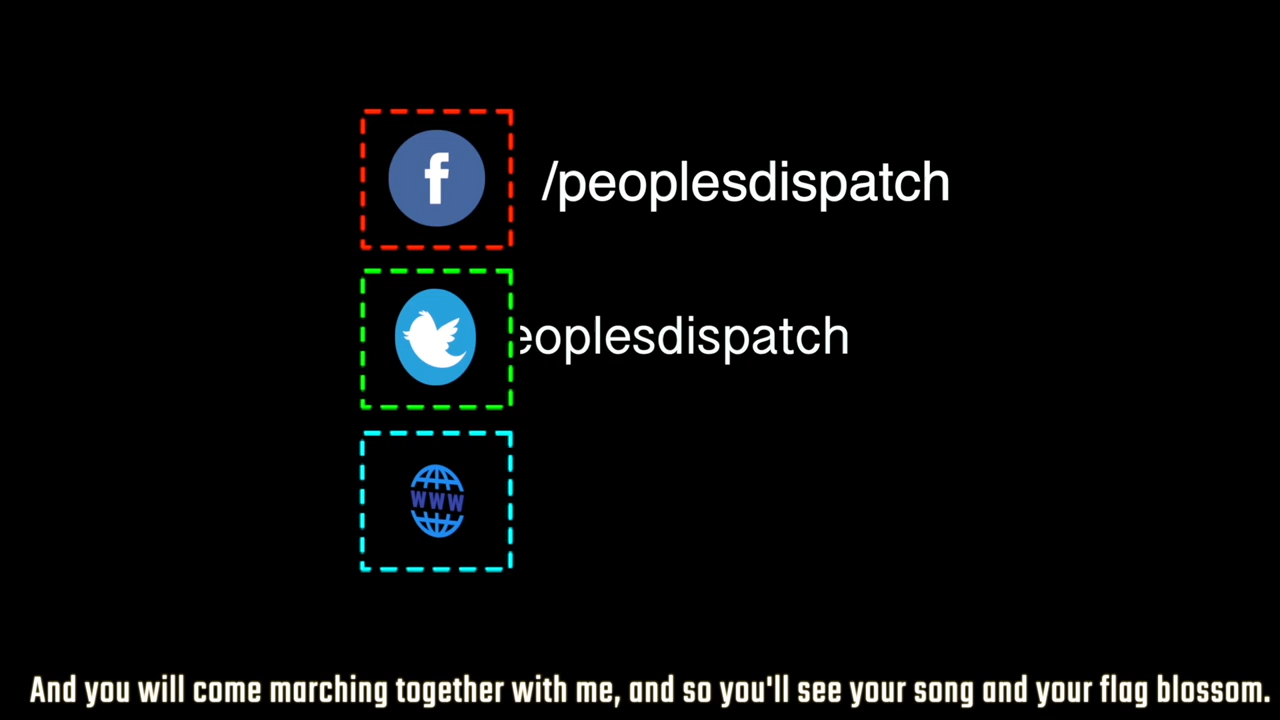 f
/peoplesdispatch
eoplesdispatch
WWW
And you will come marching together with me, and so you'll see your song and your flag blossom.